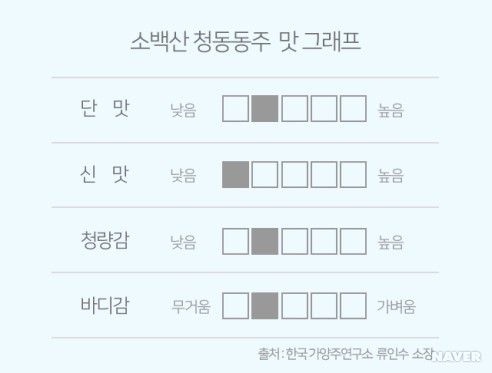 소백산 청동동주 맛 그래프
단 맛 낮음 높음
신 맛 낮음 높음
청량감 낮음 높음
바디감 무거움 가벼움
출처 : 한국가양주연구소 류인수 소장
NAVER